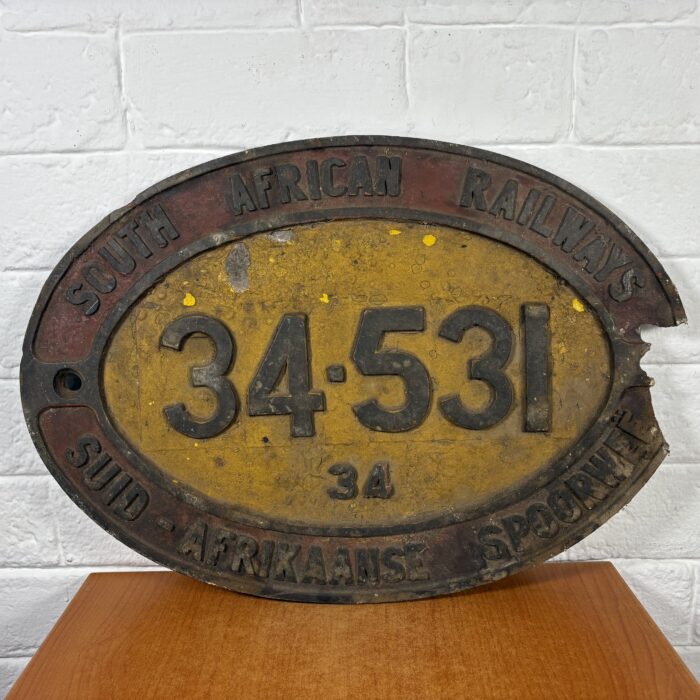 SOUTH AFRICAN RAILWAYS
34·531
34
SUID-AFRIKAANSE SPOORWEË